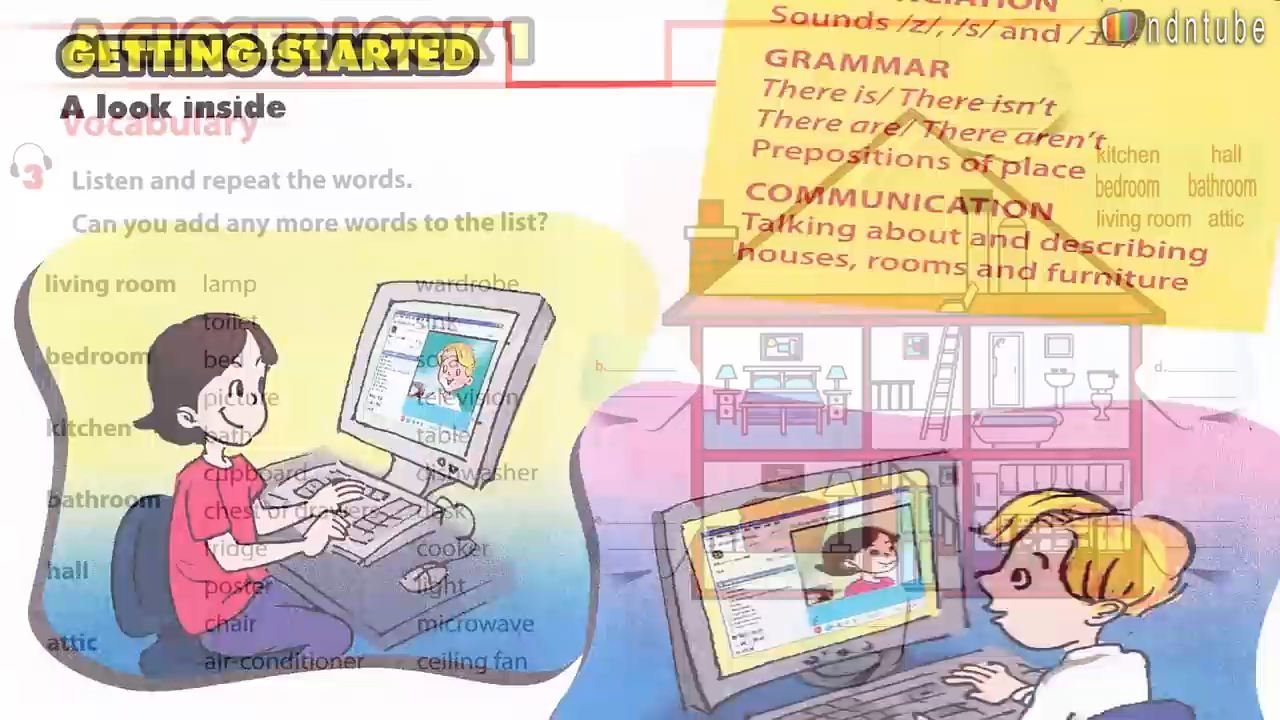 A CLOSER LOOK 1
GETTING STARTED
A look inside
Vocabulary
3
Listen and repeat the words.
Can you add any more words to the list?
living room
bedroom
kitchen
bathroom
hall
attic
lamp
toilet
bed
picture
bath
cupboard
chest of drawers
fridge
poster
chair
air-conditioner
wardrobe
sink
sofa
television
table
dishwasher
desk
cooker
light
microwave
ceiling fan
Sounds /z/, /s/ and
GRAMMAR
There is/ There isn't
There are/ There aren't
Prepositions of place
COMMUNICATION
Talking about and describing
houses, rooms and furniture
ndntube
kitchen hall
bedroom bathroom
living room attic
b.
d.